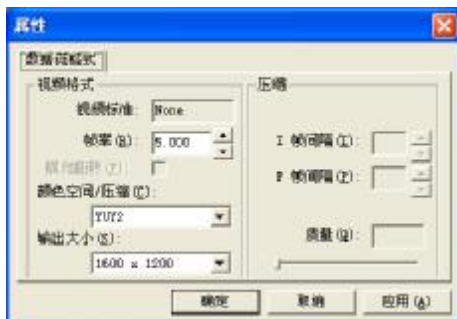 属性
数据流格式
视频格式
视频标准: None
帧率(R): 5.000
颜色空间/压缩(C):
YUY2
输出大小(S):
1600 x 1200
压缩
I 帧间隔(I):
P 帧间隔(P):
质量(Q):
确定 取消 应用(A)